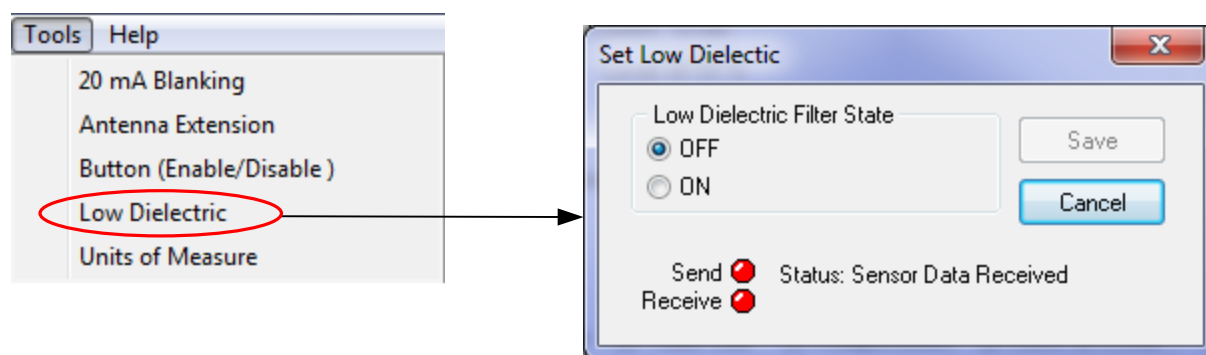 Tools Help
20 mA Blanking
Antenna Extension
Button (Enable/Disable )
Low Dielectric
Units of Measure
Set Low Dielectic
Low Dielectric Filter State
OFF
ON
Save
Cancel
Send Status: Sensor Data Received
Receive